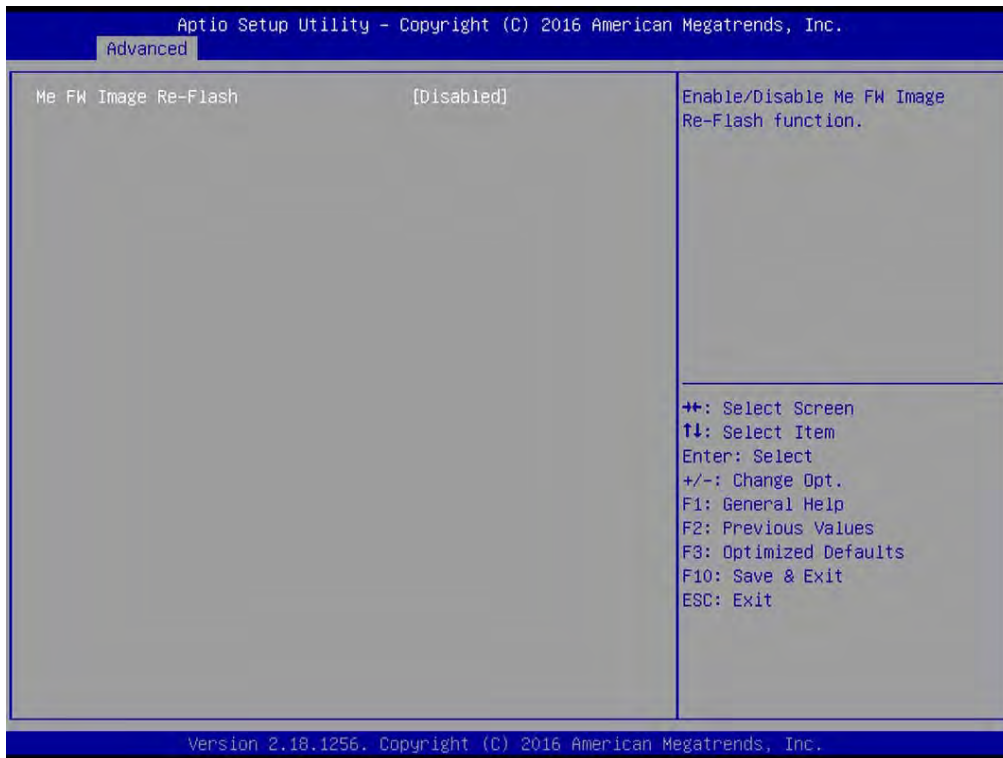 Aptio Setup Utility – Copyright (C) 2016 American Megatrends, Inc.
Advanced
Me FW Image Re-Flash [Disabled]
Enable/Disable Me FW Image
Re-Flash function.
→←: Select Screen
↑↓: Select Item
Enter: Select
+/-: Change Opt.
F1: General Help
F2: Previous Values
F3: Optimized Defaults
F10: Save & Exit
ESC: Exit
Version 2.18.1256. Copyright (C) 2016 American Megatrends, Inc.